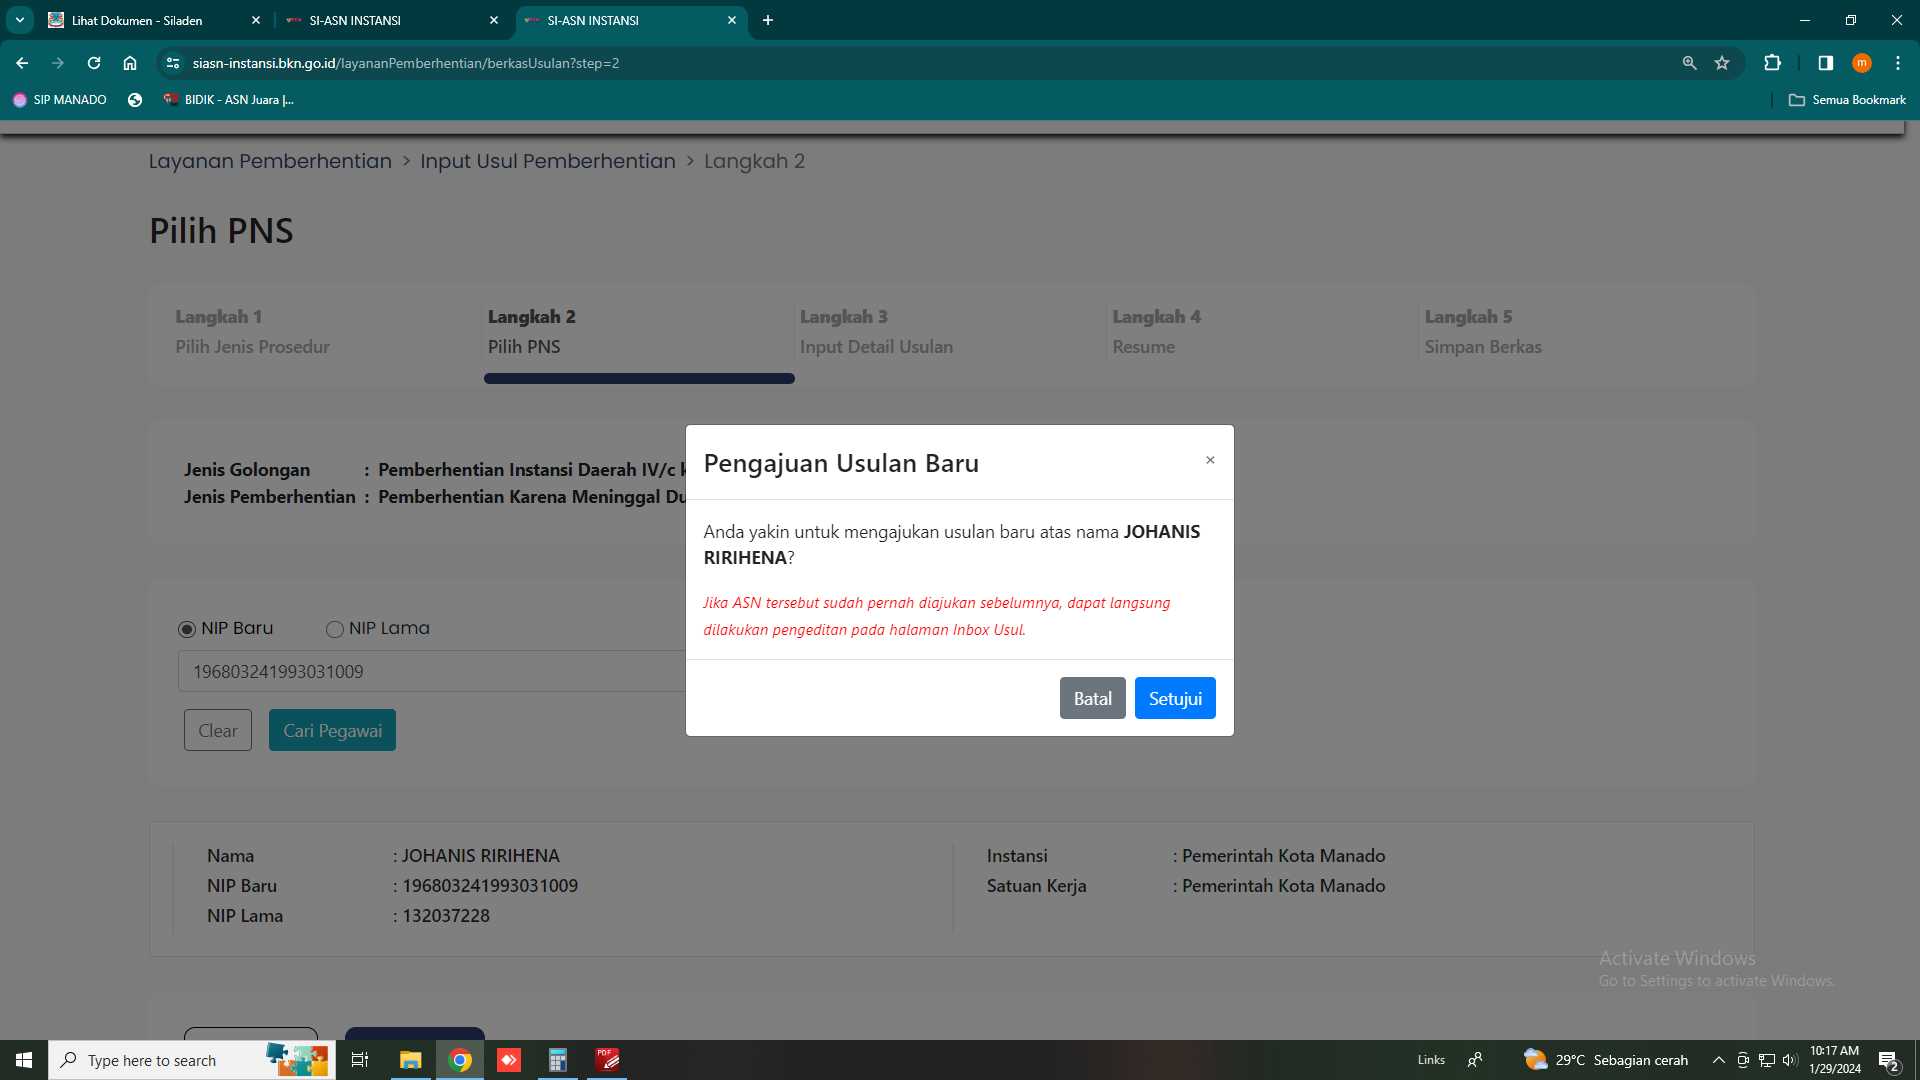 Lihat Dokumen - Siladen
SI-ASN INSTANSI
SI-ASN INSTANSI
siasn-instansi.bkn.go.id/layananPemberhentian/berkasUsulan?step=2
m
SIP MANADO
BIDIK - ASN Juara |...
Semua Bookmark
Layanan Pemberhentian > Input Usul Pemberhentian > Langkah 2
Pilih PNS
Langkah 1
Pilih Jenis Prosedur
Langkah 2
Pilih PNS
Langkah 3
Input Detail Usulan
Langkah 4
Resume
Langkah 5
Simpan Berkas
Jenis Golongan : Pemberhentian Instansi Daerah IV/c k
Jenis Pemberhentian : Pemberhentian Karena Meninggal Du
Pengajuan Usulan Baru ×
Anda yakin untuk mengajukan usulan baru atas nama JOHANIS
RIRIHENA?
Jika ASN tersebut sudah pernah diajukan sebelumnya, dapat langsung
dilakukan pengeditan pada halaman Inbox Usul.
Batal Setujui
NIP Baru NIP Lama
196803241993031009
Clear Cari Pegawai
Nama : JOHANIS RIRIHENA
NIP Baru : 196803241993031009
NIP Lama : 132037228
Instansi : Pemerintah Kota Manado
Satuan Kerja : Pemerintah Kota Manado
Activate Windows
Go to Settings to activate Windows.
Type here to search
PDF
Links
29°C Sebagian cerah
10:17 AM
1/29/2024
2